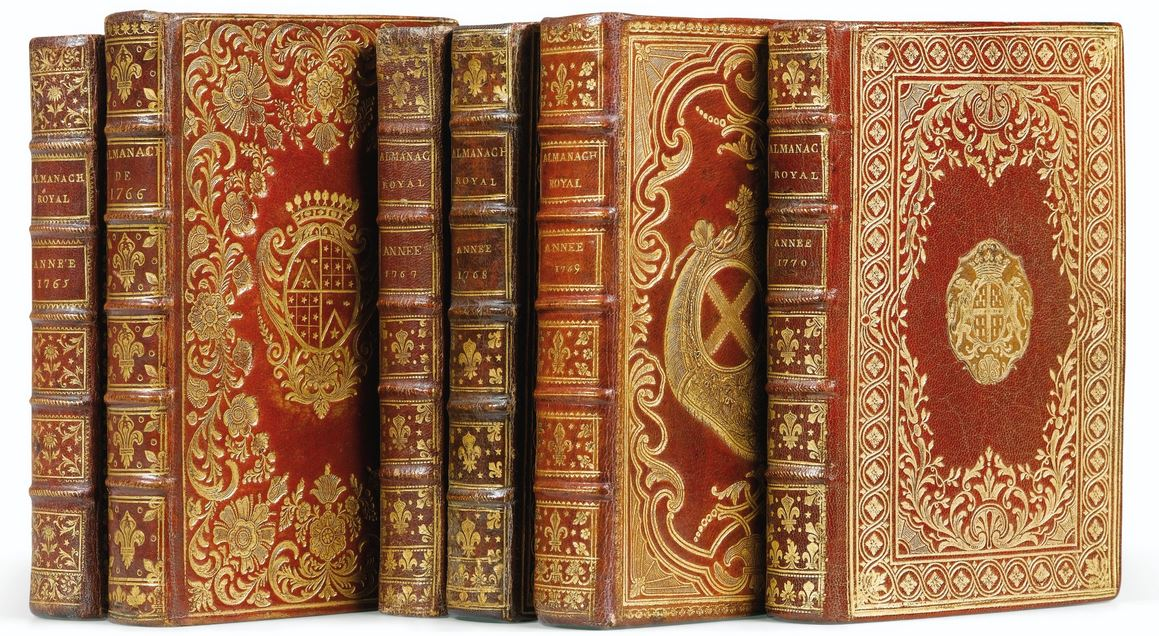 ALMANACH
ROYAL
ANNÉE
1765
ALMANACH
DE
1766
ALMANACH
ROYAL
ANNÉE
1767
ALMANACH
ROYAL
ANNÉE
1768
ALMANACH
ROYAL
ANNÉE
1769
ALMANACH
ROYAL
ANNÉE
1770